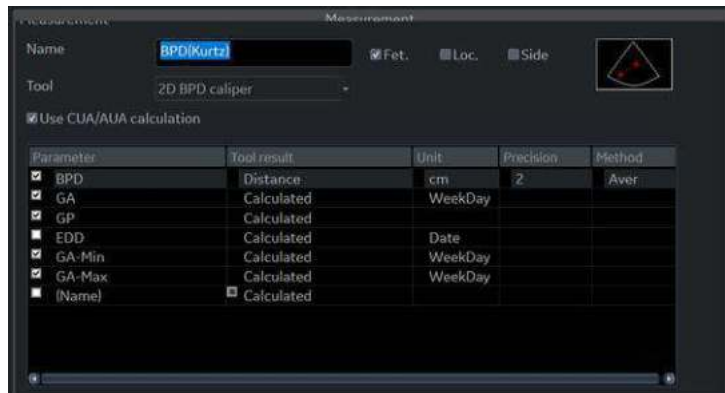 Measurement
Measurement
Name BPD(Kurtz) Fet. Loc. Side
Tool 2D BPD caliper
Use CUA/AUA calculation
Parameter Tool result Unit Precision Method
BPD Distance cm 2 Aver
GA Calculated WeekDay
GP Calculated
EDD Calculated Date
GA-Min Calculated WeekDay
GA-Max Calculated WeekDay
(Name) Calculated